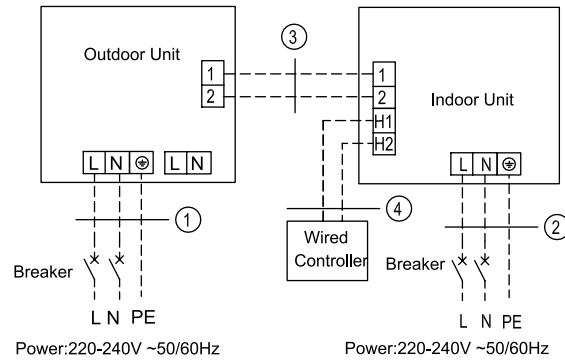 Outdoor Unit
1
2
L N ⏚ L N
1
Breaker
L N PE
Power:220-240V ~50/60Hz
3
1
2
H1
H2
Indoor Unit
L N ⏚
4
Wired
Controller
2
Breaker
L N PE
Power:220-240V ~50/60Hz